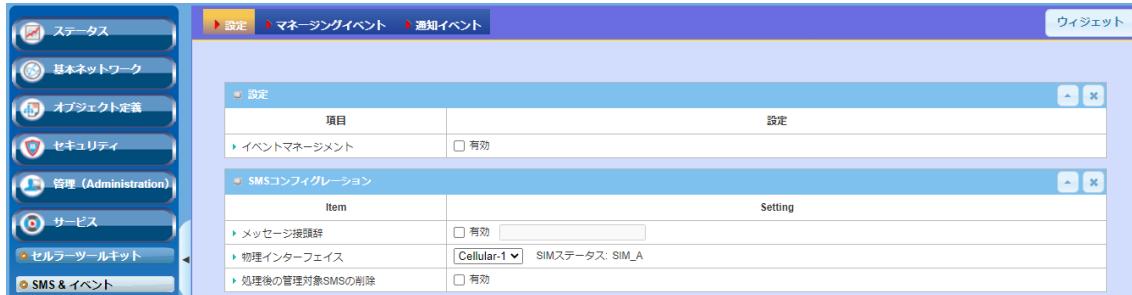 ステータス
基本ネットワーク
オブジェクト定義
セキュリティ
管理（Administration）
サービス
セルラーツールキット
SMS & イベント
設定 マネージングイベント 通知イベント
ウィジェット
設定
項目 設定
イベントマネージメント 有効
SMSコンフィグレーション
Item Setting
メッセージ接頭辞 有効
物理インターフェイス Cellular-1 SIMステータス: SIM_A
処理後の管理対象SMSの削除 有効